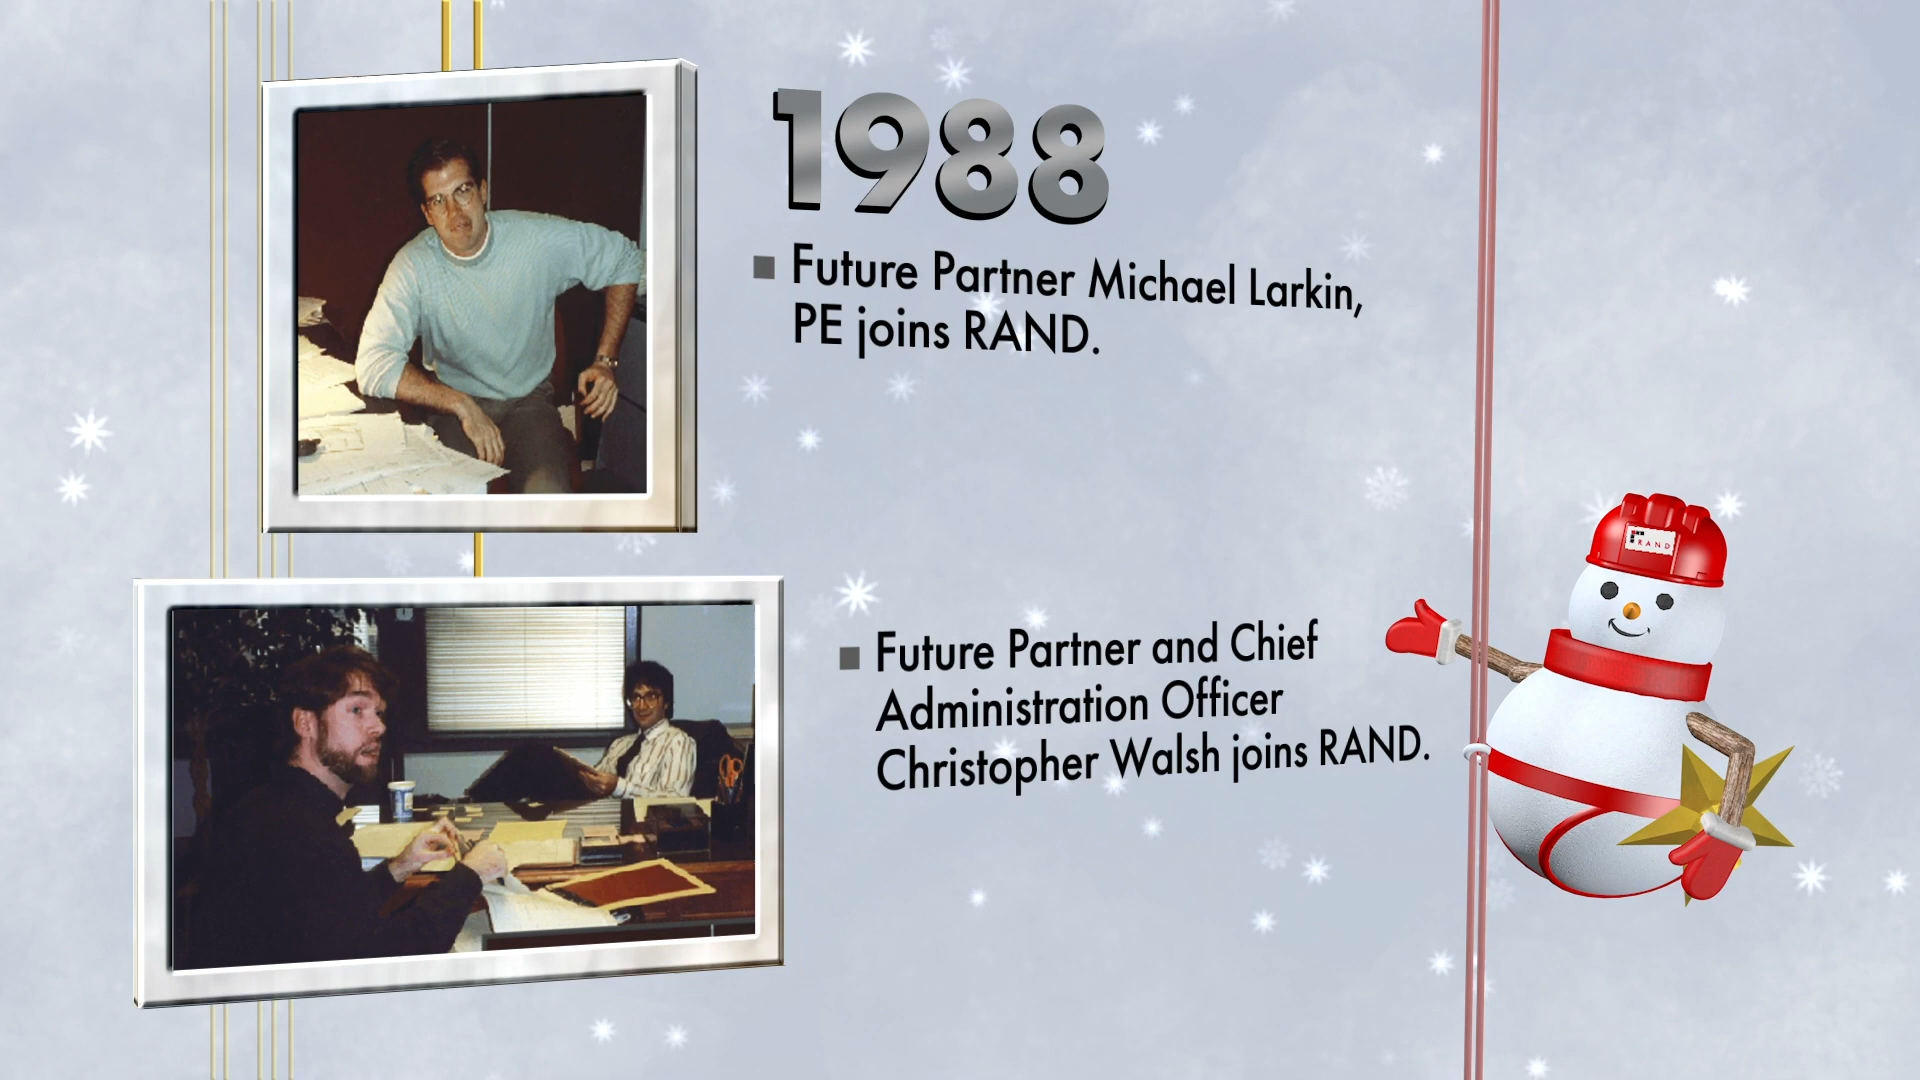 1988
Future Partner Michael Larkin,
PE joins RAND.
RAND
Future Partner and Chief
Administration Officer
Christopher Walsh joins RAND.